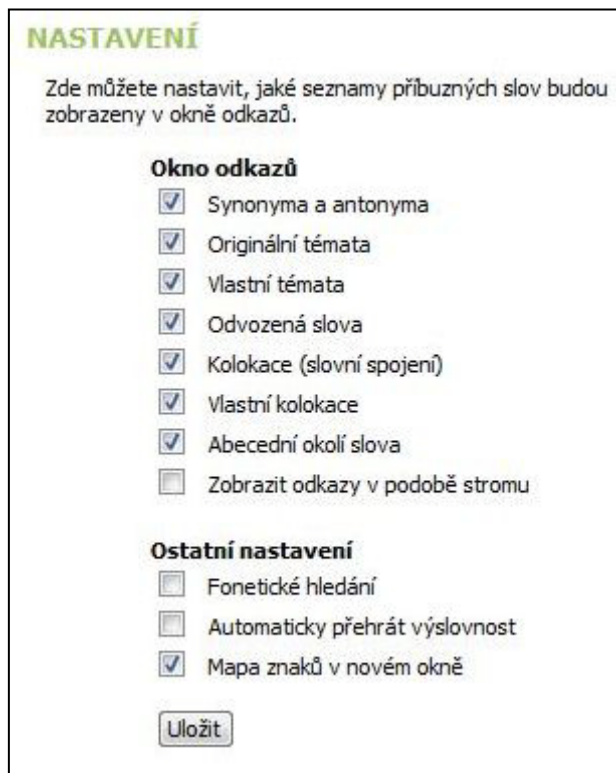 NASTAVENÍ
Zde můžete nastavit, jaké seznamy příbuzných slov budou
zobrazeny v okně odkazů.
Okno odkazů
Synonyma a antonyma
Originální témata
Vlastní témata
Odvozená slova
Kolokace (slovní spojení)
Vlastní kolokace
Abecední okolí slova
Zobrazit odkazy v podobě stromu
Ostatní nastavení
Fonetické hledání
Automaticky přehrát výslovnost
Mapa znaků v novém okně
Uložit